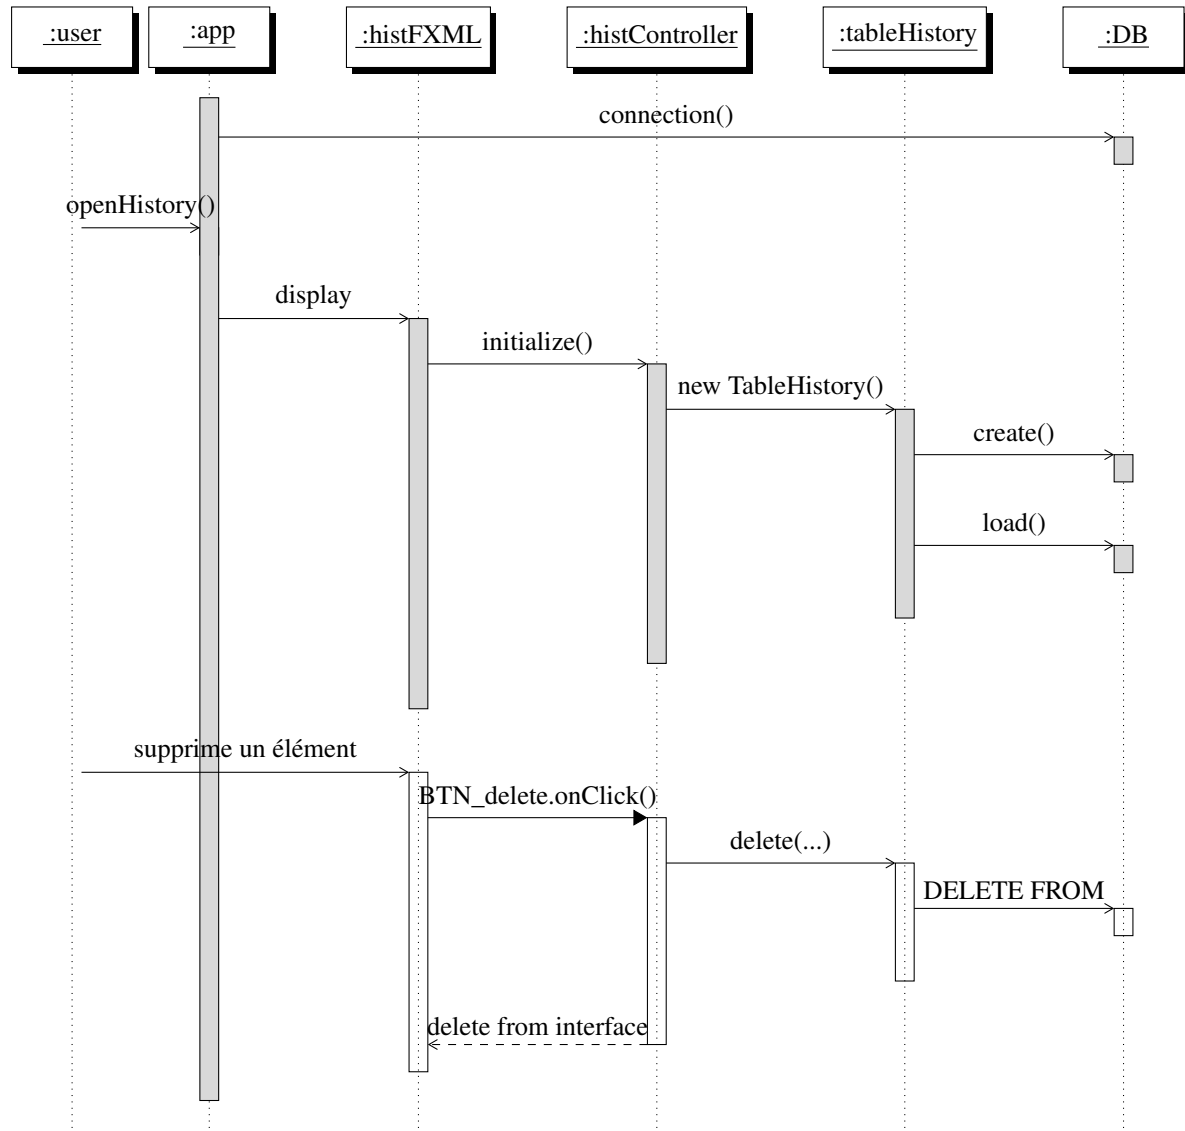 :user
:app
:histFXML
:histController
:tableHistory
:DB
connection()
openHistory()
display
initialize()
new TableHistory()
create()
load()
supprime un élément
BTN_delete.onClick()
delete(...)
DELETE FROM
delete from interface